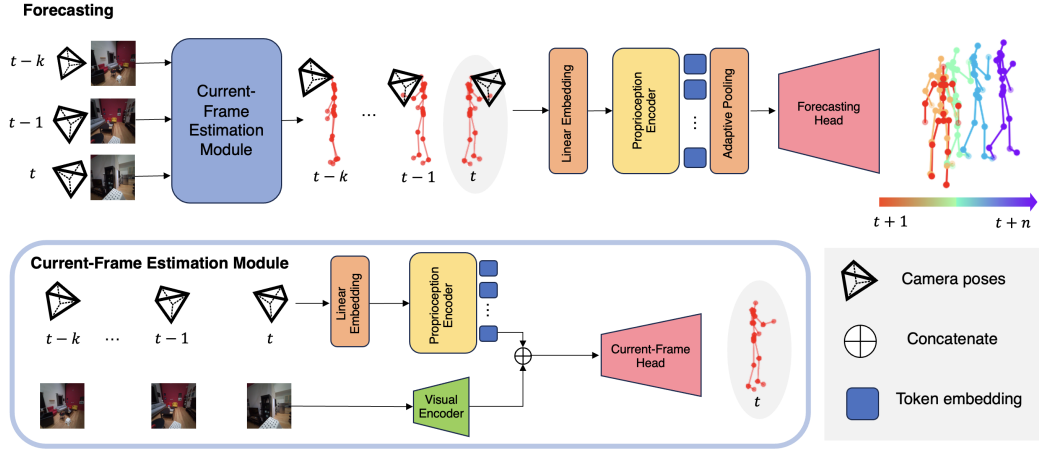 Forecasting
t − k
t − 1
t
Current-
Frame
Estimation
Module
t − k
...
t − 1
t
Linear Embedding
Proprioception
Encoder
...
Adaptive Pooling
Forecasting
Head
t + 1
t + n
Current-Frame Estimation Module
t − k
...
t − 1
t
Linear
Embedding
Proprioception
Encoder
...
Visual
Encoder
Current-Frame
Head
t
Camera poses
Concatenate
Token embedding